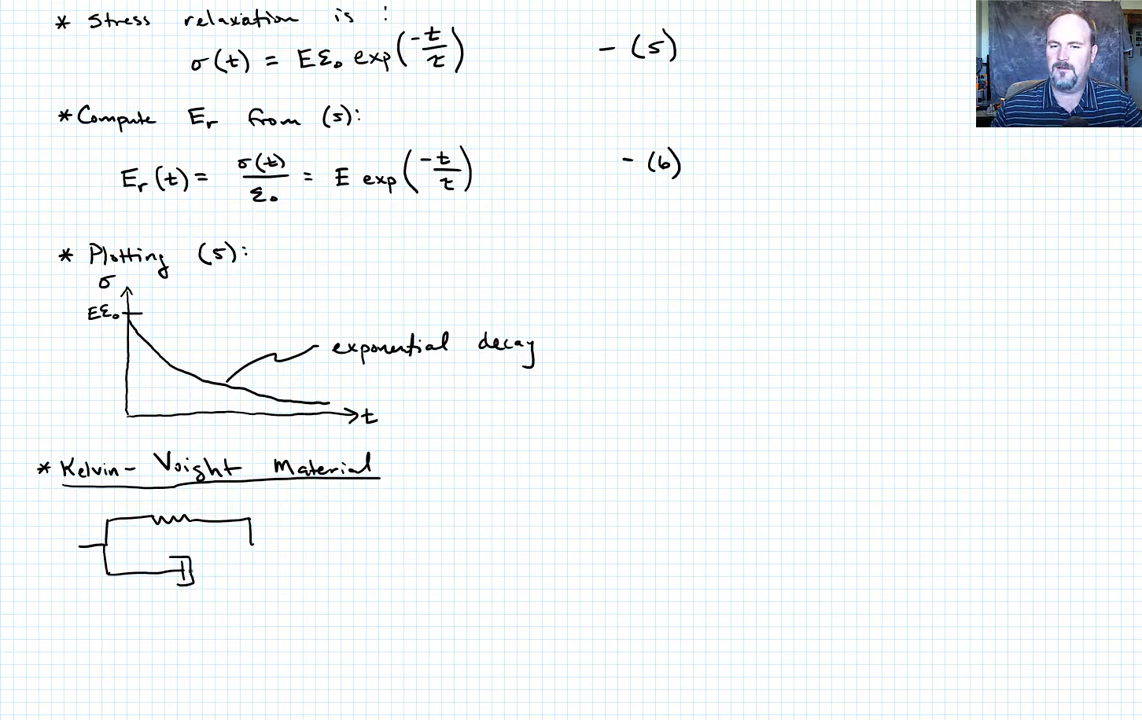 * Stress relaxation is :
σ(t) = Eε₀ exp(-t/τ) - (5)
* Compute Er from (5):
Er(t) = σ(t)/ε₀ = E exp(-t/τ) - (6)
* Plotting (5):
σ
Eε₀
exponential decay
t
* Kelvin - Voight Material